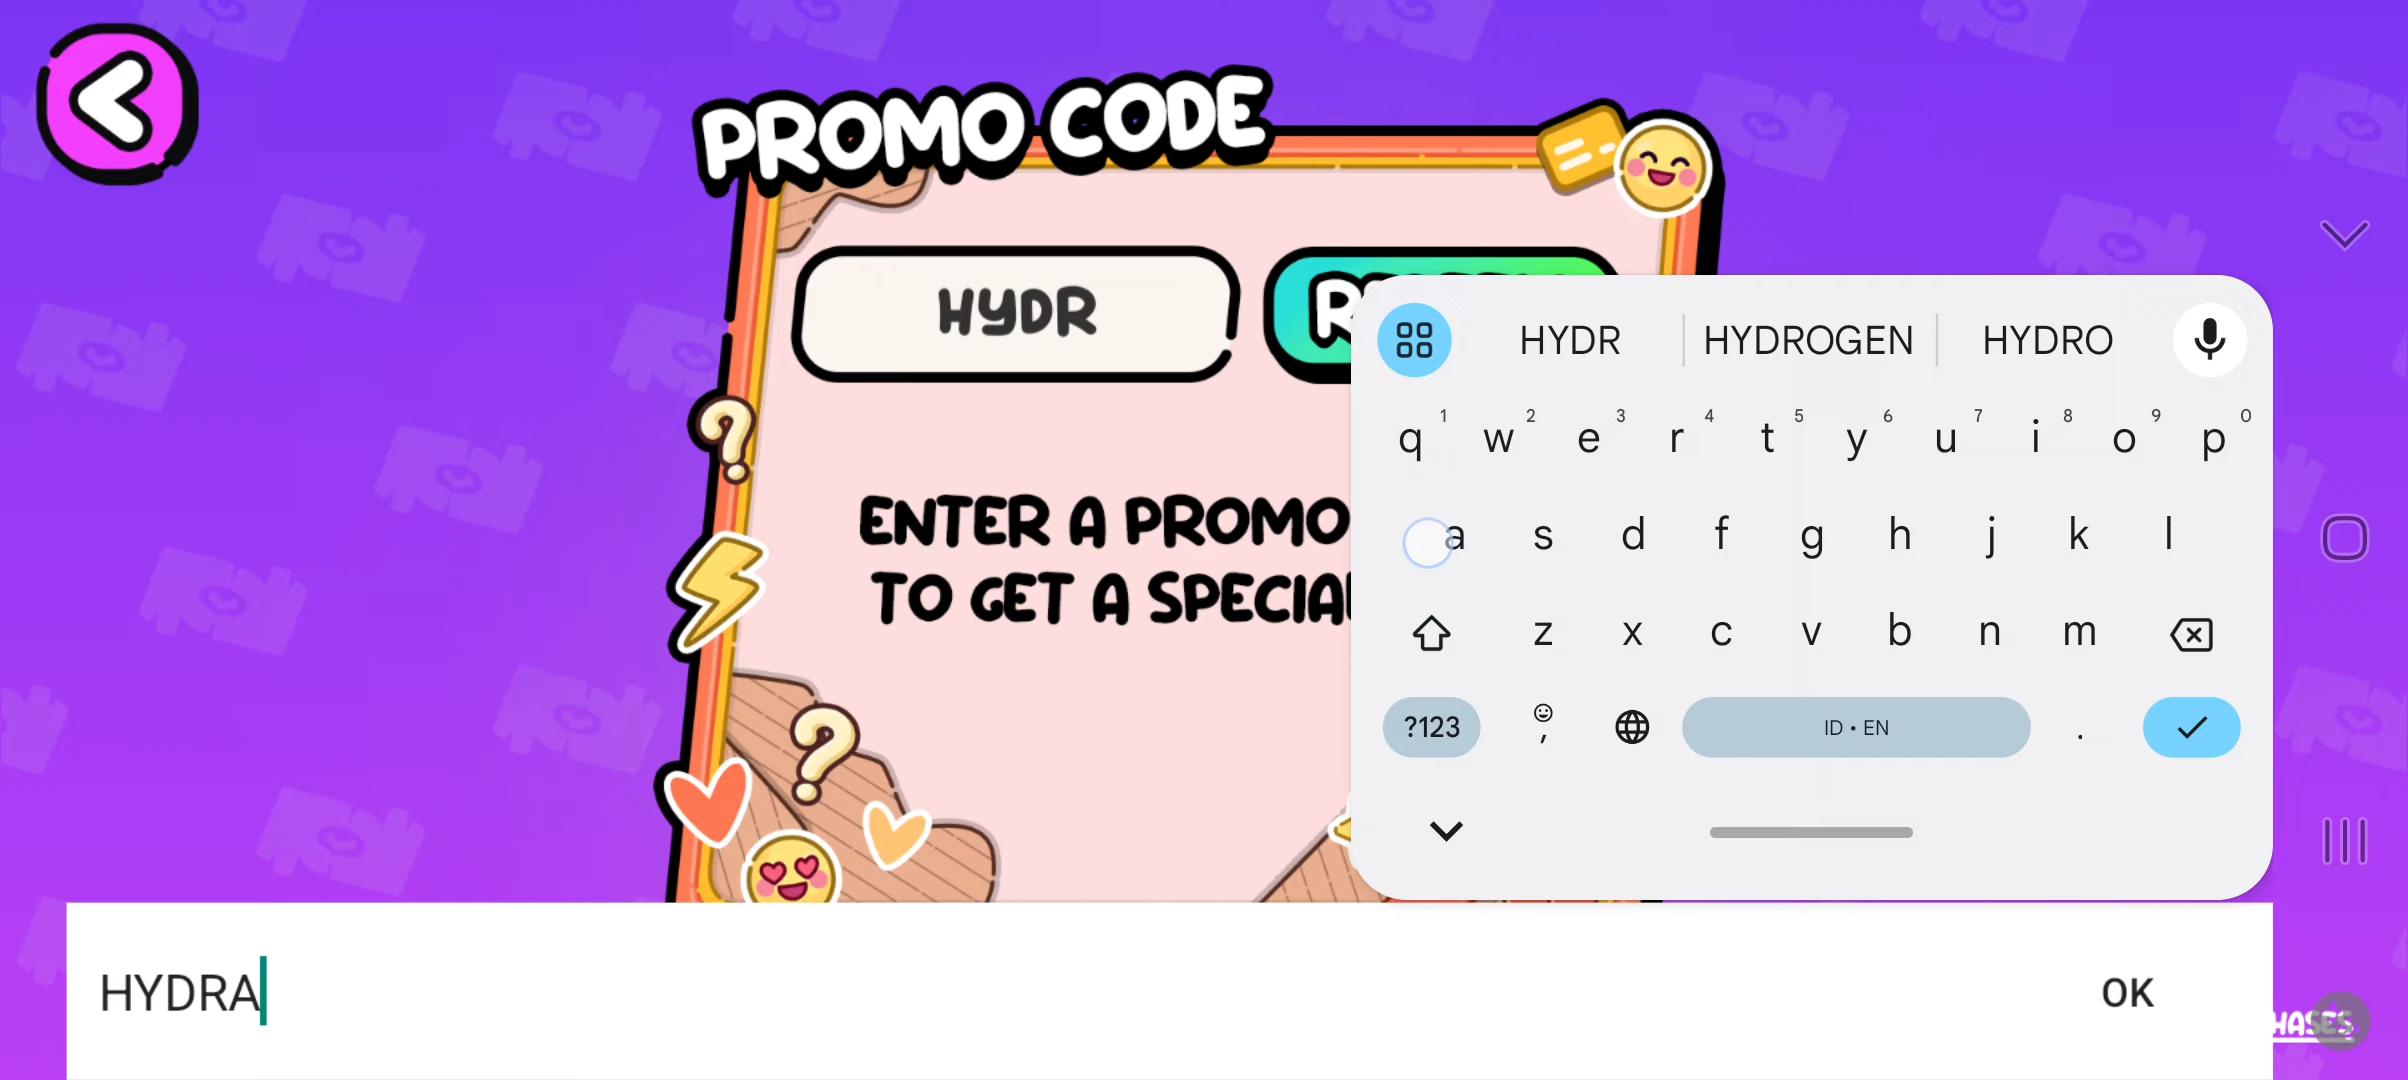 PROMO CODE
HYDR
ENTER A PROMO
TO GET A SPECIAL
HYDR HYDROGEN HYDRO
1 2 3 4 5 6 7 8 9 0
q w e r t y u i o p
a s d f g h j k l
z x c v b n m
?123 , ID • EN .
HYDRA
OK